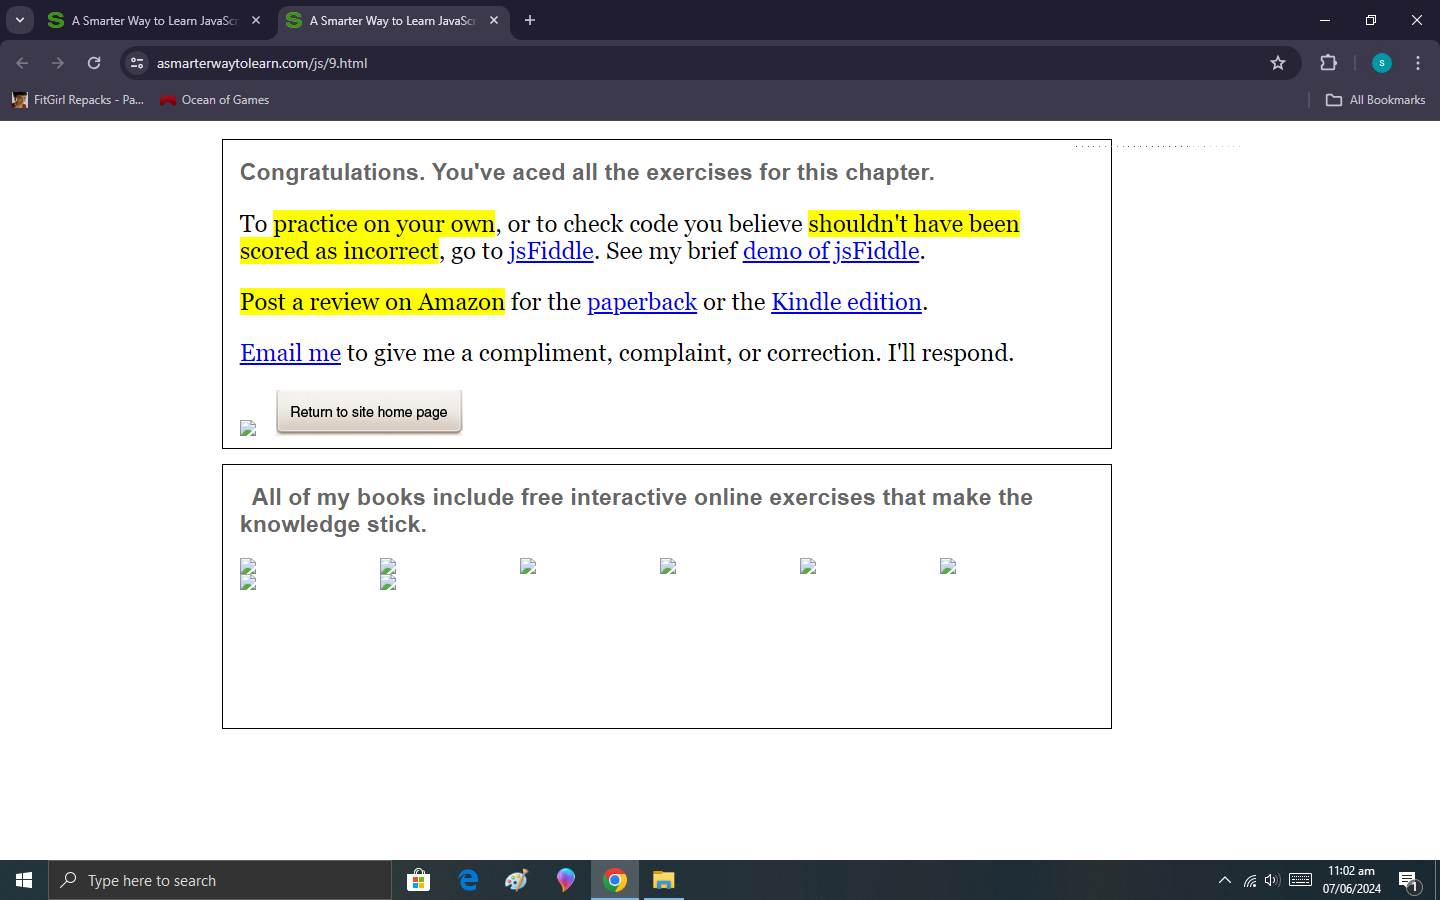 A Smarter Way to Learn JavaScr
A Smarter Way to Learn JavaSc
asmarterwaytolearn.com/js/9.html
s
FitGirl Repacks - Pa...
Ocean of Games
All Bookmarks
Congratulations. You've aced all the exercises for this chapter.
To practice on your own, or to check code you believe shouldn't have been
scored as incorrect, go to jsFiddle. See my brief demo of jsFiddle.
Post a review on Amazon for the paperback or the Kindle edition.
Email me to give me a compliment, complaint, or correction. I'll respond.
Return to site home page
All of my books include free interactive online exercises that make the
knowledge stick.
Type here to search
11:02 am
07/06/2024
1